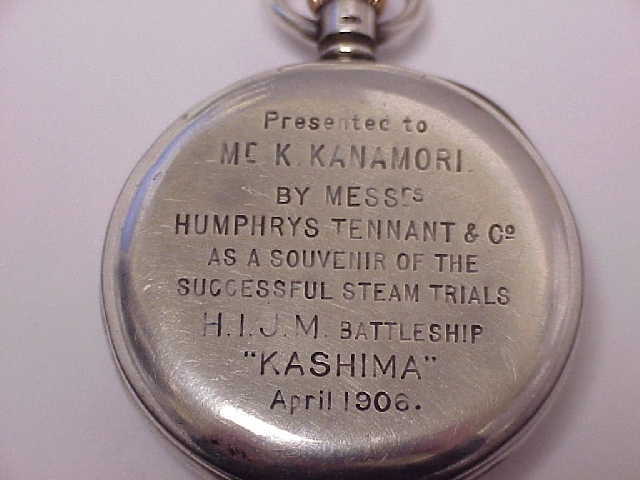 Presented to
Mr K. KANAMORI.
BY MESSrs
HUMPHRYS TENNANT & Co
AS A SOUVENIR OF THE
SUCCESSFUL STEAM TRIALS
H.I.J.M. BATTLESHIP
"KASHIMA"
April 1906.